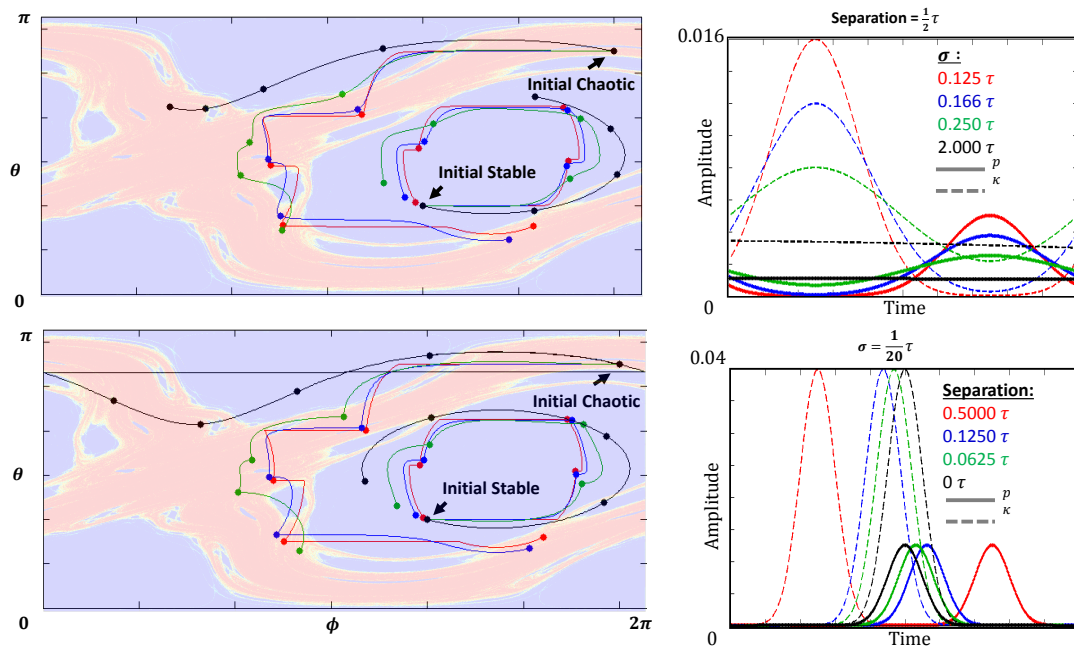 π
θ
0
Initial Chaotic
Initial Stable
Separation = 1/2 τ
0.016
Amplitude
0
Time
σ :
0.125 τ
0.166 τ
0.250 τ
2.000 τ
p
κ
π
θ
0
ϕ
2π
Initial Chaotic
Initial Stable
σ = 1/20 τ
0.04
Amplitude
0
Time
Separation:
0.5000 τ
0.1250 τ
0.0625 τ
0 τ
p
κ